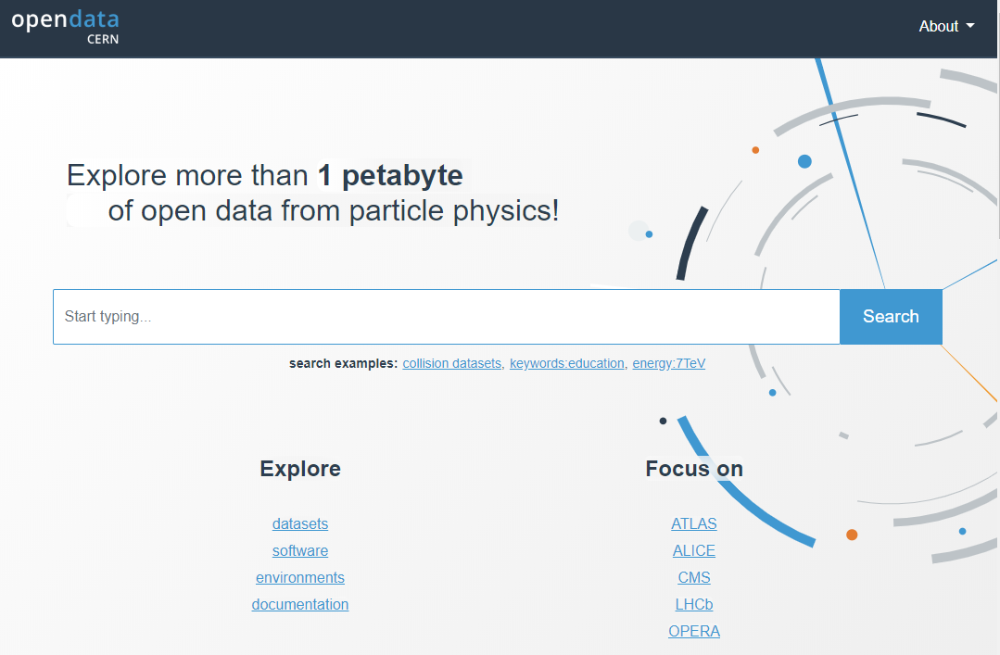 opendata
CERN
About
Explore more than 1 petabyte
of open data from particle physics!
Start typing...
Search
search examples: collision datasets, keywords:education, energy:7TeV
Explore
datasets
software
environments
documentation
Focus on
ATLAS
ALICE
CMS
LHCb
OPERA